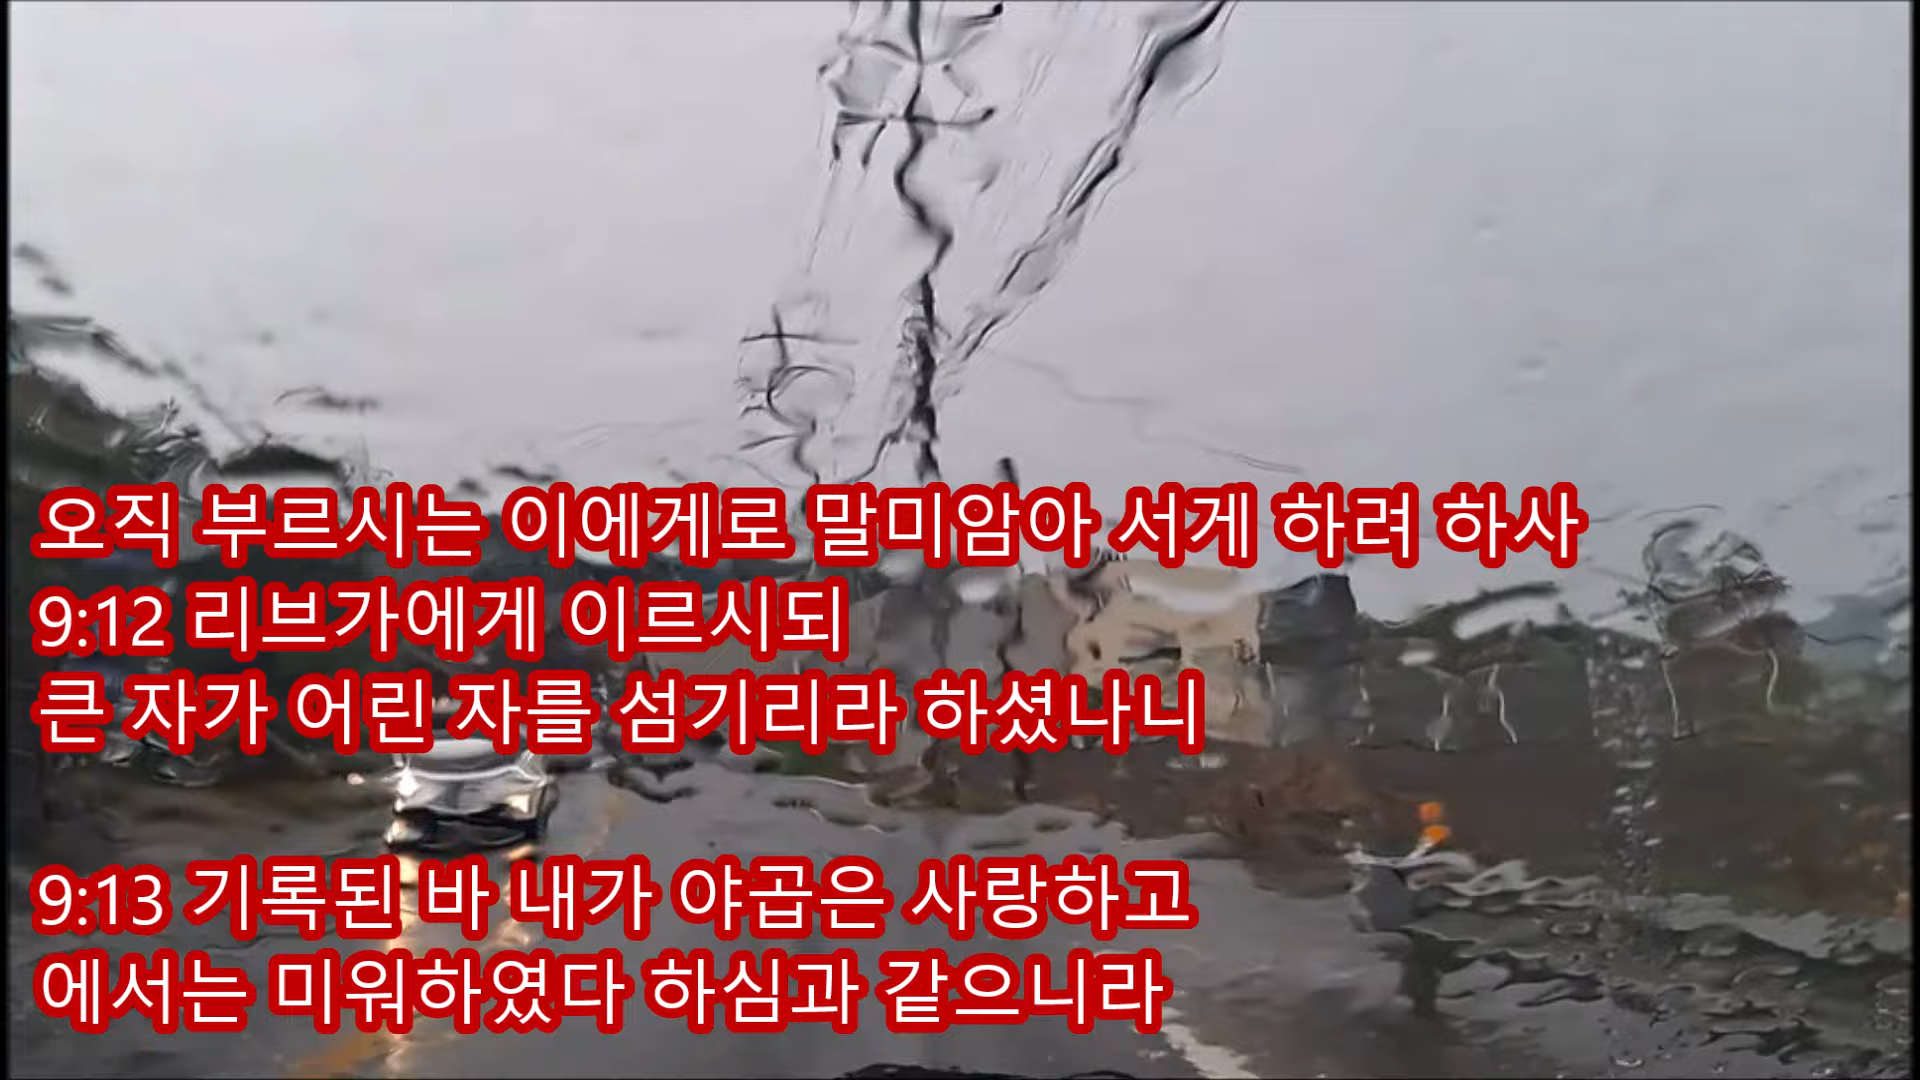 오직 부르시는 이에게로 말미암아 서게 하려 하사
9:12 리브가에게 이르시되
큰 자가 어린 자를 섬기리라 하셨나니
9:13 기록된 바 내가 야곱은 사랑하고
에서는 미워하였다 하심과 같으니라